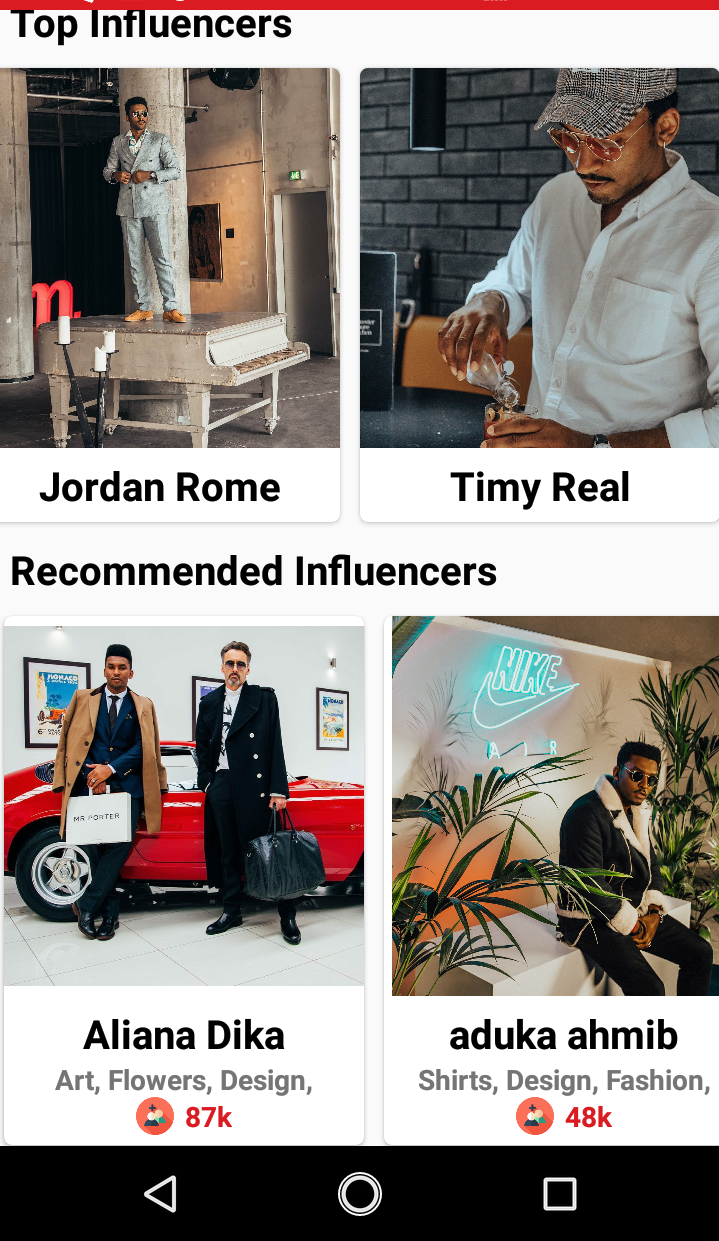 Top Influencers
m
Jordan Rome
Timy Real
Recommended Influencers
MONACO
MONACO
MR PORTER
NIKE
AIR
Aliana Dika
aduka ahmib
Art, Flowers, Design,
Shirts, Design, Fashion,
87k
48k